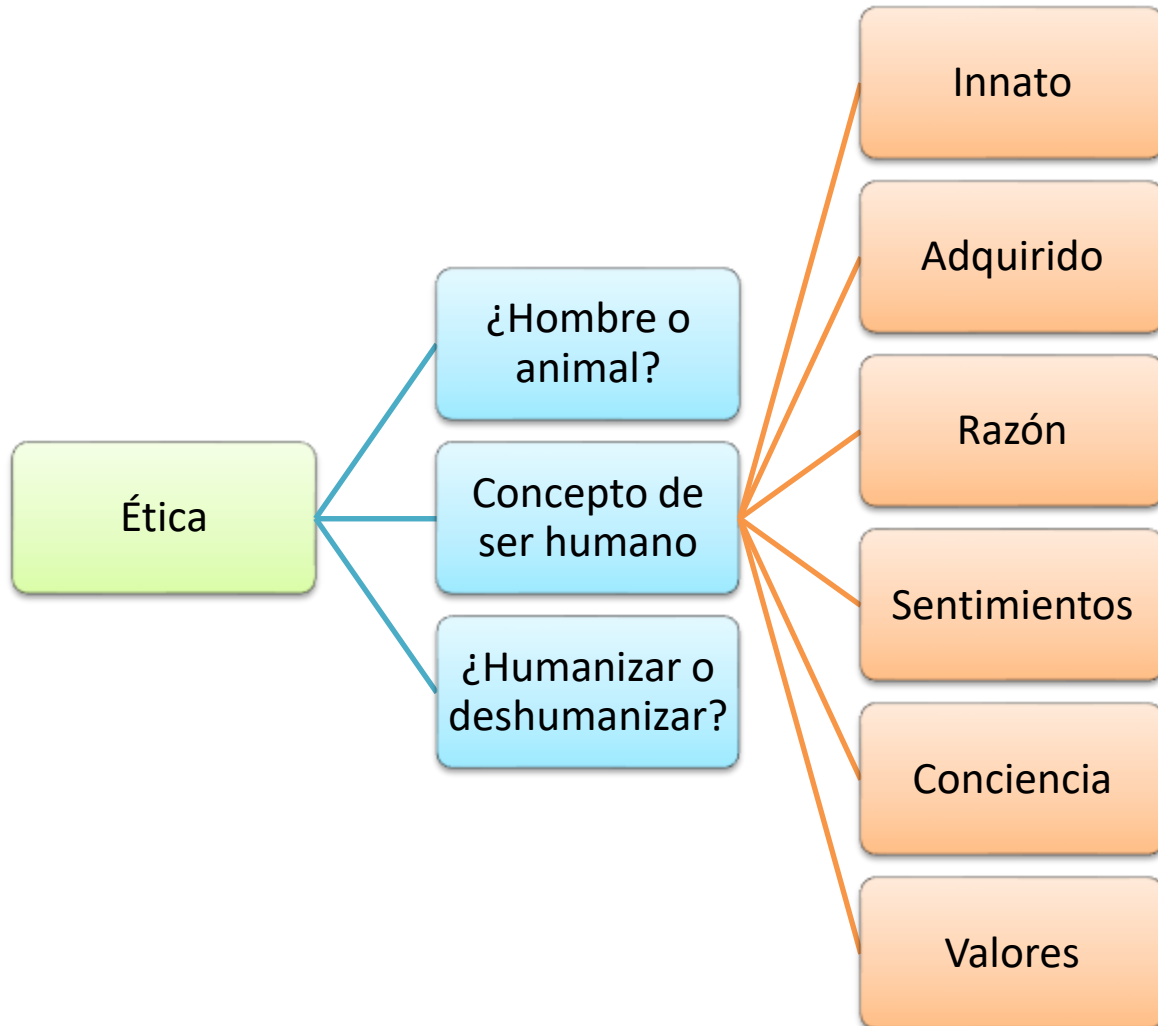 Ética
¿Hombre o
animal?
Concepto de
ser humano
¿Humanizar o
deshumanizar?
Innato
Adquirido
Razón
Sentimientos
Conciencia
Valores